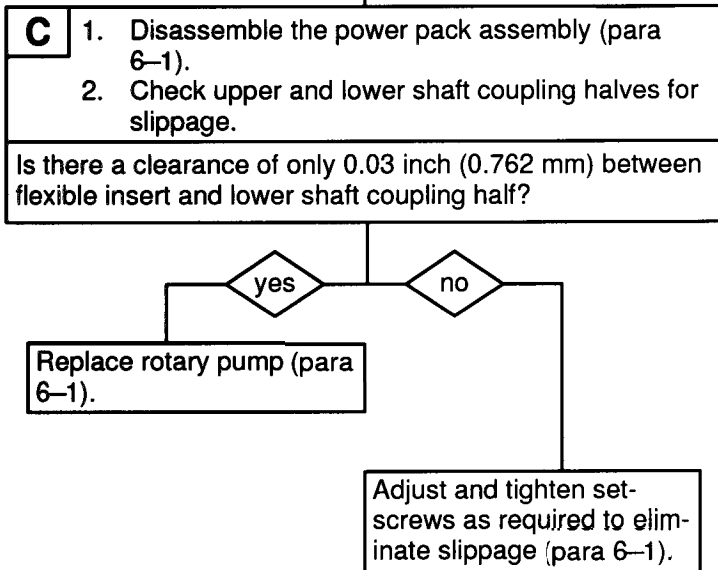 C 1. Disassemble the power pack assembly (para
6–1).
2. Check upper and lower shaft coupling halves for
slippage.
Is there a clearance of only 0.03 inch (0.762 mm) between
flexible insert and lower shaft coupling half?
yes
no
Replace rotary pump (para
6–1).
Adjust and tighten set-
screws as required to elim-
inate slippage (para 6–1).